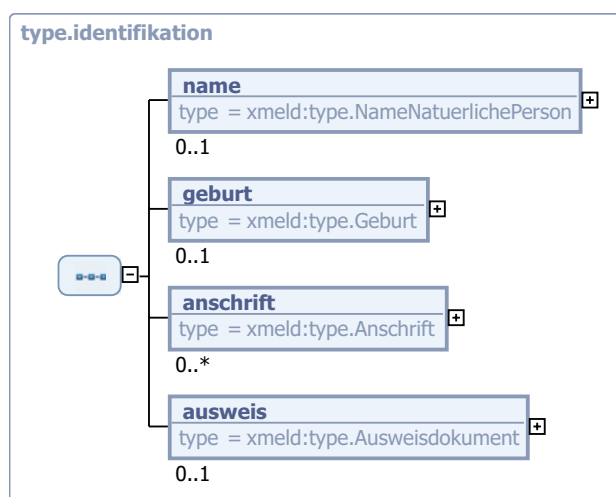 type.identifikation
name
type = xmeld:type.NameNatuerlichePerson
0..1
geburt
type = xmeld:type.Geburt
0..1
anschrift
type = xmeld:type.Anschrift
0..*
ausweis
type = xmeld:type.Ausweisdokument
0..1